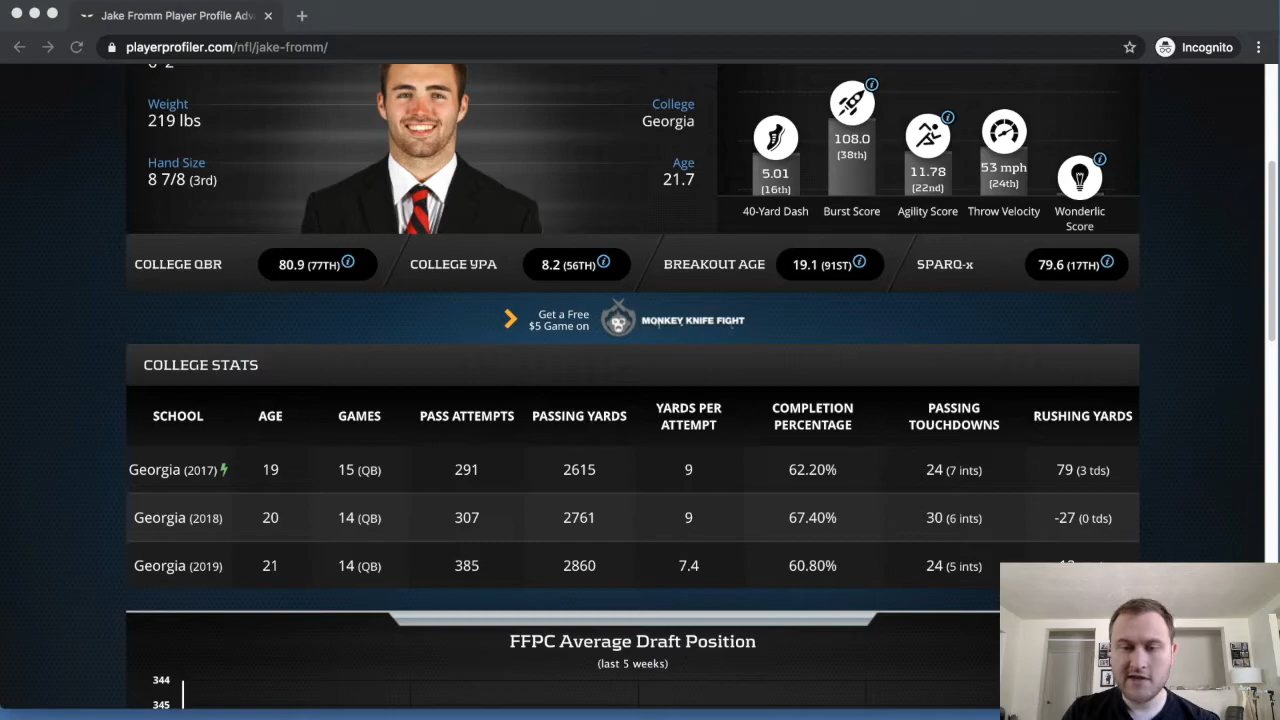 Jake Fromm Player Profile Adv
playerprofiler.com/nfl/jake-fromm/
Incognito
Weight
219 lbs
Hand Size
8 7/8 (3rd)
College
Georgia
Age
21.7
5.01
(16th)
40-Yard Dash
108.0
(38th)
Burst Score
11.78
(22nd)
Agility Score
53 mph
(24th)
Throw Velocity
Wonderlic
Score
COLLEGE QBR 80.9 (77TH) COLLEGE YPA 8.2 (56TH) BREAKOUT AGE 19.1 (91ST) SPARQ-x 79.6 (17TH)
Get a Free
$5 Game on
MONKEY KNIFE FIGHT
COLLEGE STATS
SCHOOL AGE GAMES PASS ATTEMPTS PASSING YARDS YARDS PER ATTEMPT COMPLETION PERCENTAGE PASSING TOUCHDOWNS RUSHING YARDS
Georgia (2017) 19 15 (QB) 291 2615 9 62.20% 24 (7 ints) 79 (3 tds)
Georgia (2018) 20 14 (QB) 307 2761 9 67.40% 30 (6 ints) -27 (0 tds)
Georgia (2019) 21 14 (QB) 385 2860 7.4 60.80% 24 (5 ints)
FFPC Average Draft Position
(last 5 weeks)
344
345